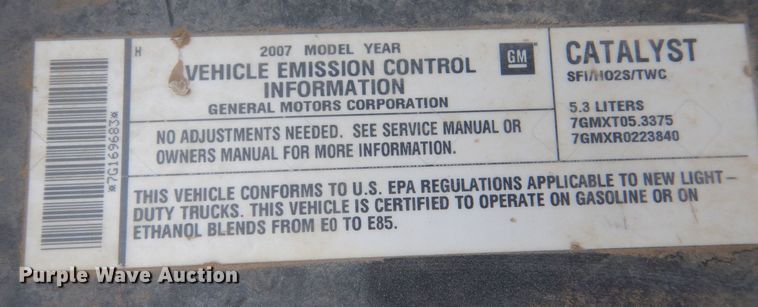 *7G169683*
H
2007 MODEL YEAR
VEHICLE EMISSION CONTROL
INFORMATION
GENERAL MOTORS CORPORATION
GM
CATALYST
SFI/HO2S/TWC
5.3 LITERS
7GMXT05.3375
7GMXR0223840
NO ADJUSTMENTS NEEDED. SEE SERVICE MANUAL OR
OWNERS MANUAL FOR MORE INFORMATION.
THIS VEHICLE CONFORMS TO U.S. EPA REGULATIONS APPLICABLE TO NEW LIGHT-
DUTY TRUCKS. THIS VEHICLE IS CERTIFIED TO OPERATE ON GASOLINE OR ON
ETHANOL BLENDS FROM E0 TO E85.
Purple Wave Auction